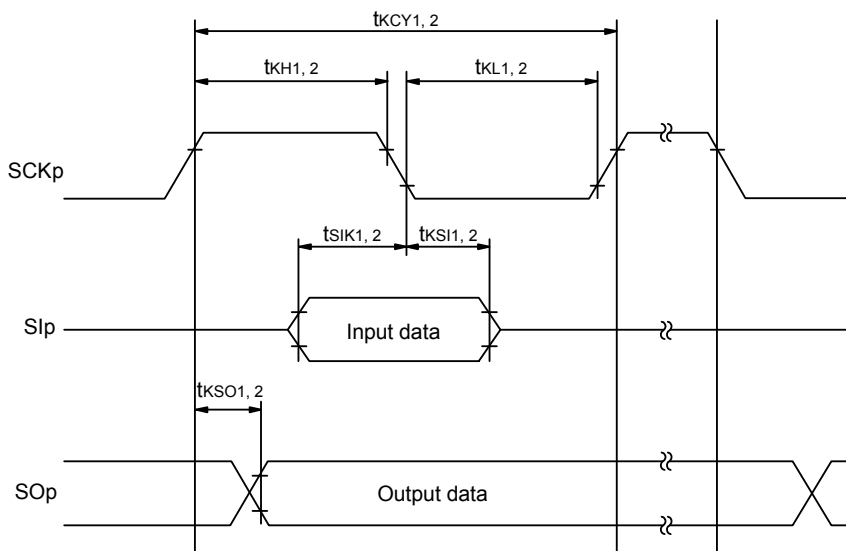 tKCY1, 2
tKH1, 2
tKL1, 2
SCKp
tSIK1, 2
tKSI1, 2
SIp
Input data
tKSO1, 2
SOp
Output data